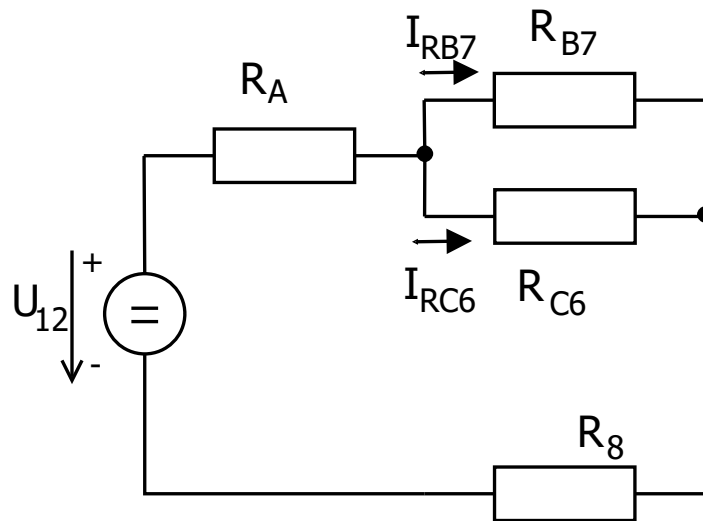 I_RB7
R_B7
R_A
I_RC6
R_C6
U_12
+
=
-
R_8